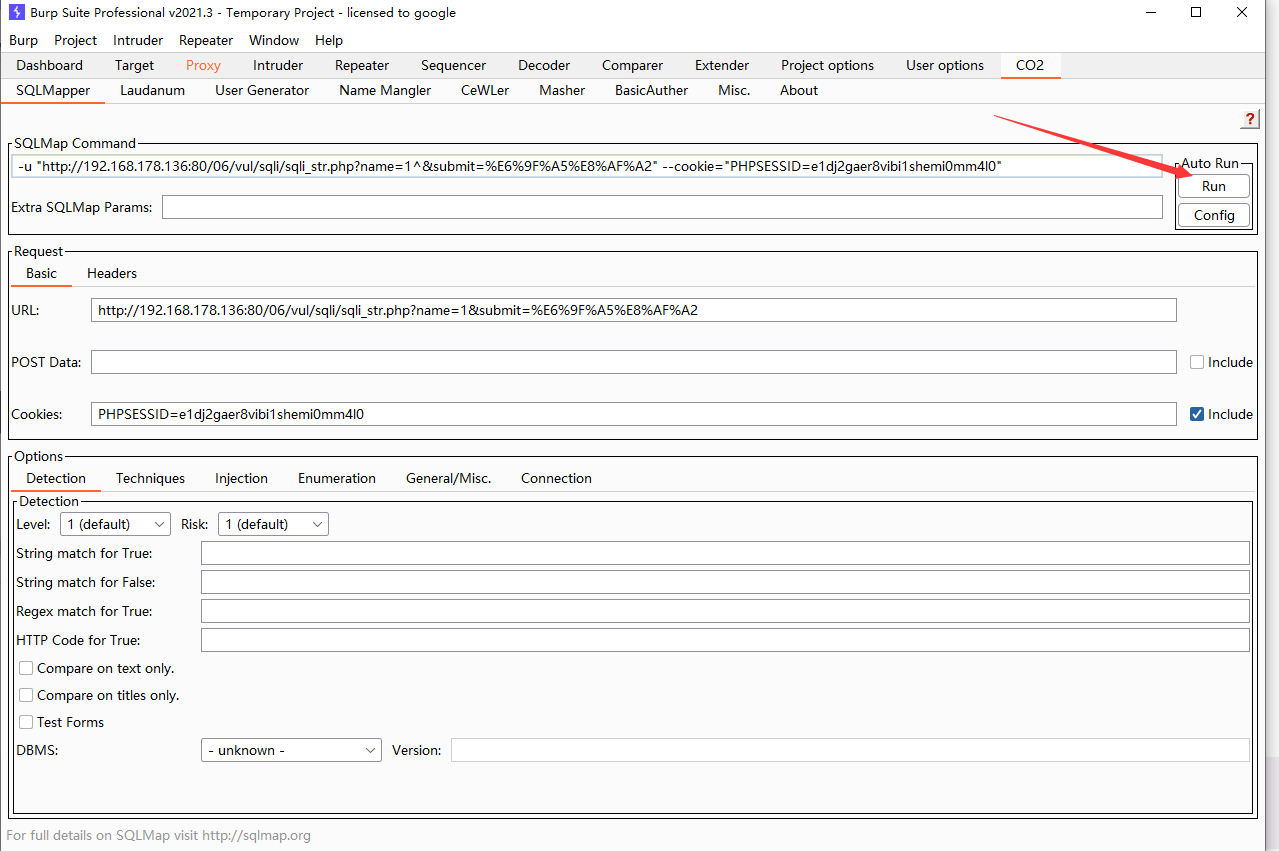 Burp Suite Professional v2021.3 - Temporary Project - licensed to google
Burp Project Intruder Repeater Window Help
Dashboard Target Proxy Intruder Repeater Sequencer Decoder Comparer Extender Project options User options CO2
SQLMapper Laudanum User Generator Name Mangler CeWLer Masher BasicAuther Misc. About
?
SQLMap Command
-u "http://192.168.178.136:80/06/vul/sqli/sqli_str.php?name=1^&submit=%E6%9F%A5%E8%AF%A2" --cookie="PHPSESSID=e1dj2gaer8vibi1shemi0mm4l0"
Auto Run
Run
Extra SQLMap Params:
Config
Request
Basic Headers
URL: http://192.168.178.136:80/06/vul/sqli/sqli_str.php?name=1&submit=%E6%9F%A5%E8%AF%A2
POST Data: Include
Cookies: PHPSESSID=e1dj2gaer8vibi1shemi0mm4l0 Include
Options
Detection Techniques Injection Enumeration General/Misc. Connection
Detection
Level: 1 (default) Risk: 1 (default)
String match for True:
String match for False:
Regex match for True:
HTTP Code for True:
Compare on text only.
Compare on titles only.
Test Forms
DBMS: - unknown - Version:
For full details on SQLMap visit http://sqlmap.org